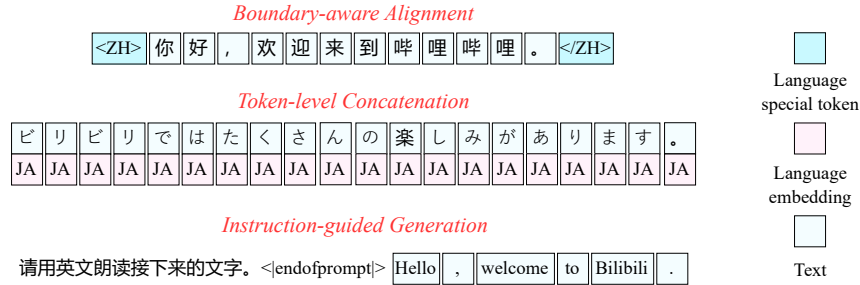 Boundary-aware Alignment
<ZH> 你 好 , 欢 迎 来 到 哔 哩 哔 哩 。 </ZH>
Token-level Concatenation
ビ リ ビ リ で は た く さ ん の 楽 し み が あ り ま す 。
JA JA JA JA JA JA JA JA JA JA JA JA JA JA JA JA JA JA JA JA
Instruction-guided Generation
请用英文朗读接下来的文字。<|endofprompt|> Hello , welcome to Bilibili .
Language
special token
Language
embedding
Text